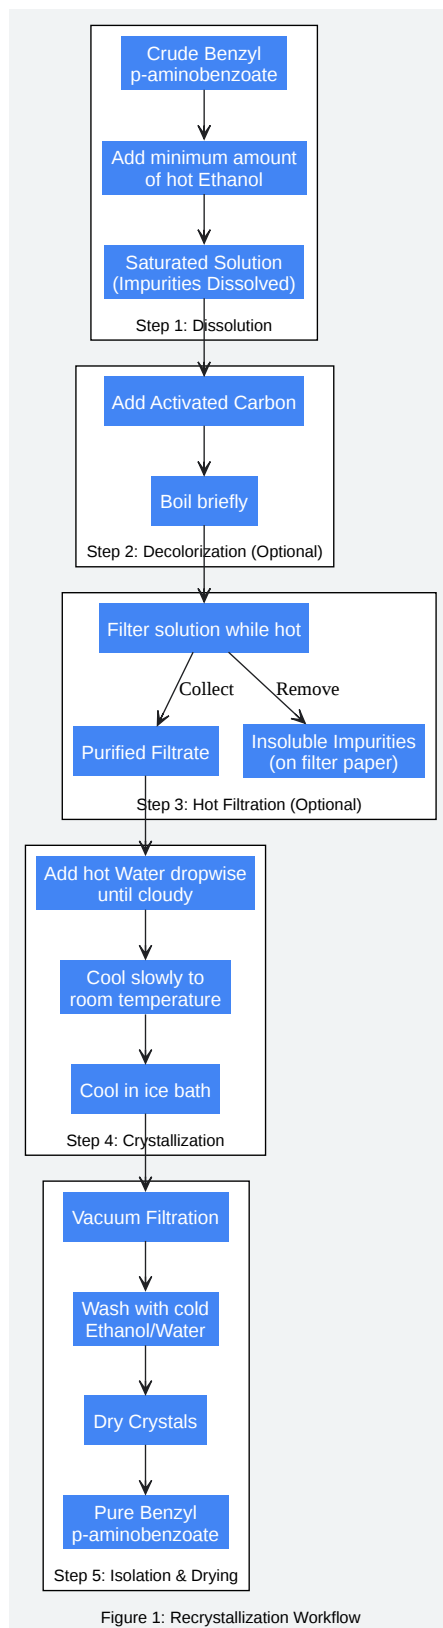 Crude Benzyl
p-aminobenzoate
Add minimum amount
of hot Ethanol
Saturated Solution
(Impurities Dissolved)
Step 1: Dissolution
Add Activated Carbon
Boil briefly
Step 2: Decolorization (Optional)
Filter solution while hot
Collect
Remove
Purified Filtrate
Insoluble Impurities
(on filter paper)
Step 3: Hot Filtration (Optional)
Add hot Water dropwise
until cloudy
Cool slowly to
room temperature
Cool in ice bath
Step 4: Crystallization
Vacuum Filtration
Wash with cold
Ethanol/Water
Dry Crystals
Pure Benzyl
p-aminobenzoate
Step 5: Isolation & Drying
Figure 1: Recrystallization Workflow